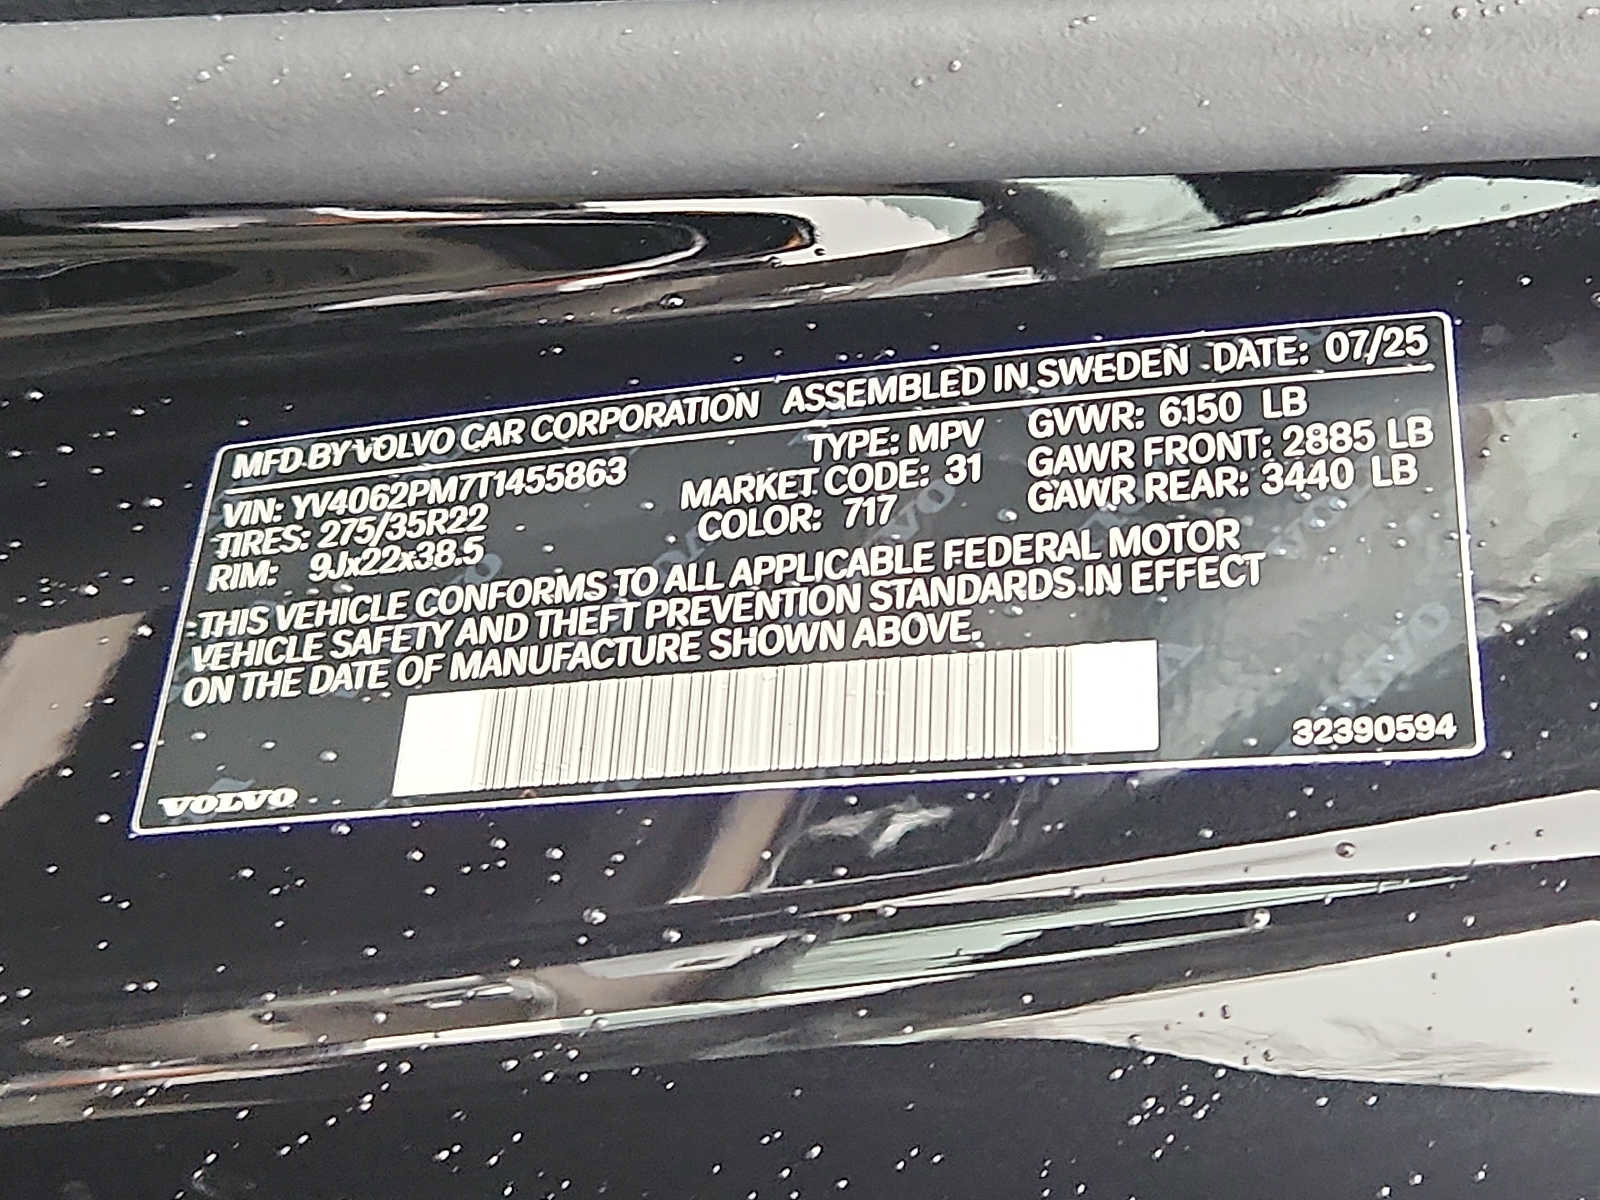 MFD BY VOLVO CAR CORPORATION ASSEMBLED IN SWEDEN DATE: 07/25
VIN: YV4062PM7T1455863 TYPE: MPV GVWR: 6150 LB
TIRES: 275/35R22 MARKET CODE: 31 GAWR FRONT: 2885 LB
RIM: 9Jx22x38.5 COLOR: 717 GAWR REAR: 3440 LB
THIS VEHICLE CONFORMS TO ALL APPLICABLE FEDERAL MOTOR
VEHICLE SAFETY AND THEFT PREVENTION STANDARDS IN EFFECT
ON THE DATE OF MANUFACTURE SHOWN ABOVE.
32390594
VOLVO